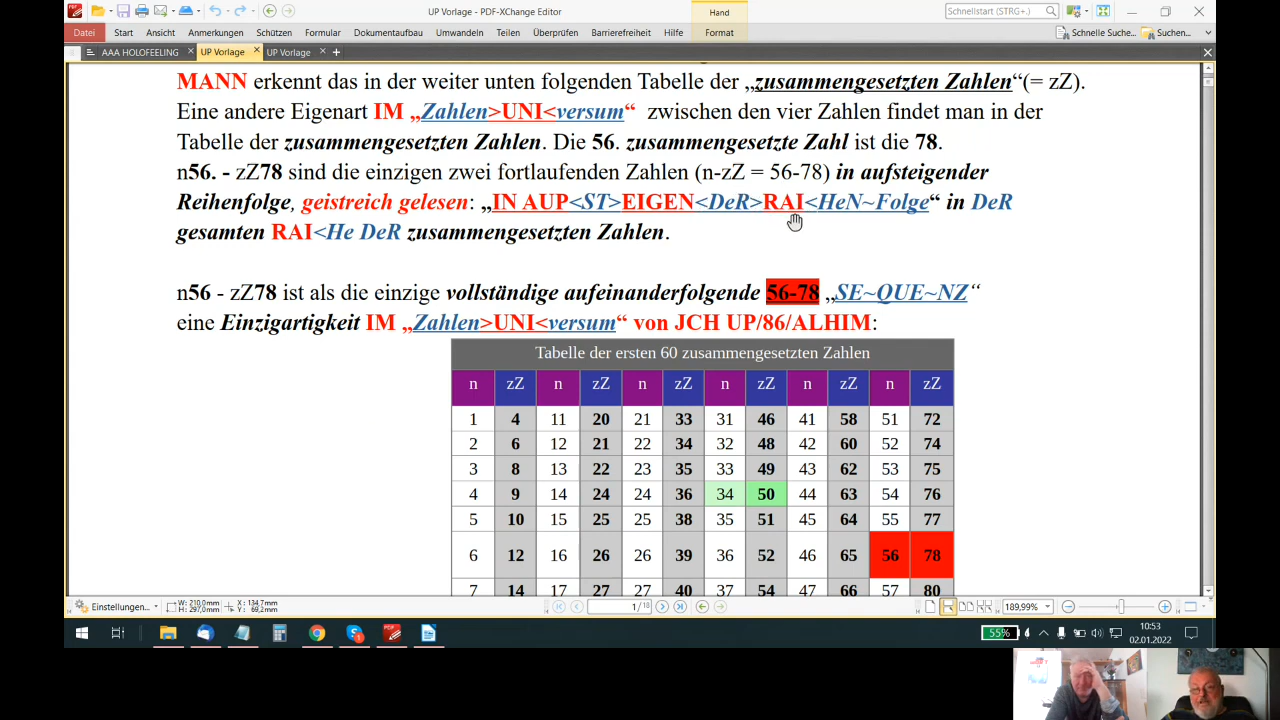 UP Vorlage - PDF-XChange Editor
Hand
Schnellstart (STRG+.)
Datei Start Ansicht Anmerkungen Schützen Formular Dokumentaufbau Umwandeln Teilen Überprüfen Barrierefreiheit Hilfe Format Schnelle Suche... Suchen...
AAA HOLOFEELING × UP Vorlage × UP Vorlage × +
MANN erkennt das in der weiter unten folgenden Tabelle der „zusammengesetzten Zahlen“(= zZ).
Eine andere Eigenart IM „Zahlen>UNI<versum“ zwischen den vier Zahlen findet man in der
Tabelle der zusammengesetzten Zahlen. Die 56. zusammengesetzte Zahl ist die 78.
n56. - zZ78 sind die einzigen zwei fortlaufenden Zahlen (n-zZ = 56-78) in aufsteigender
Reihenfolge, geistreich gelesen: „IN AUP<ST>EIGEN<DeR>RAI<HeN~Folge“ in DeR
gesamten RAI<He DeR zusammengesetzten Zahlen.
n56 - zZ78 ist als die einzige vollständige aufeinanderfolgende 56-78 „SE~QUE~NZ“
eine Einzigartigkeit IM „Zahlen>UNI<versum“ von JCH UP/86/ALHIM:
Tabelle der ersten 60 zusammengesetzten Zahlen
n zZ n zZ n zZ n zZ n zZ n zZ
1 4 11 20 21 33 31 46 41 58 51 72
2 6 12 21 22 34 32 48 42 60 52 74
3 8 13 22 23 35 33 49 43 62 53 75
4 9 14 24 24 36 34 50 44 63 54 76
5 10 15 25 25 38 35 51 45 64 55 77
6 12 16 26 26 39 36 52 46 65 56 78
7 14 17 27 27 40 37 54 47 66 57 80
Einstellungen... W: 210,0mm X: 134,7mm 1/18 189,99%
H: 297,0mm Y: 69,2mm
55% 10:53
02.01.2022